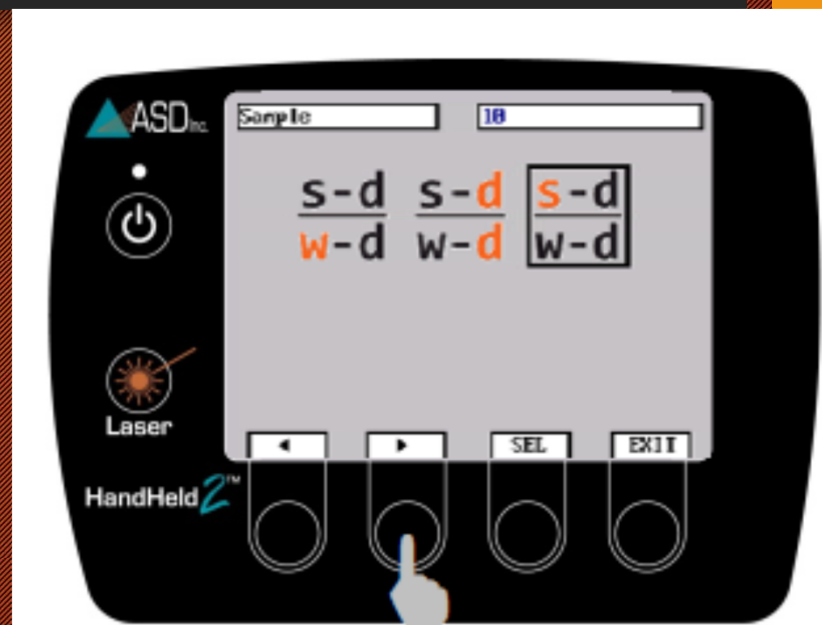 ASD Inc.
Sample 10
s-d s-d s-d
w-d w-d w-d
Laser
◄ ► SEL EXIT
HandHeld 2™